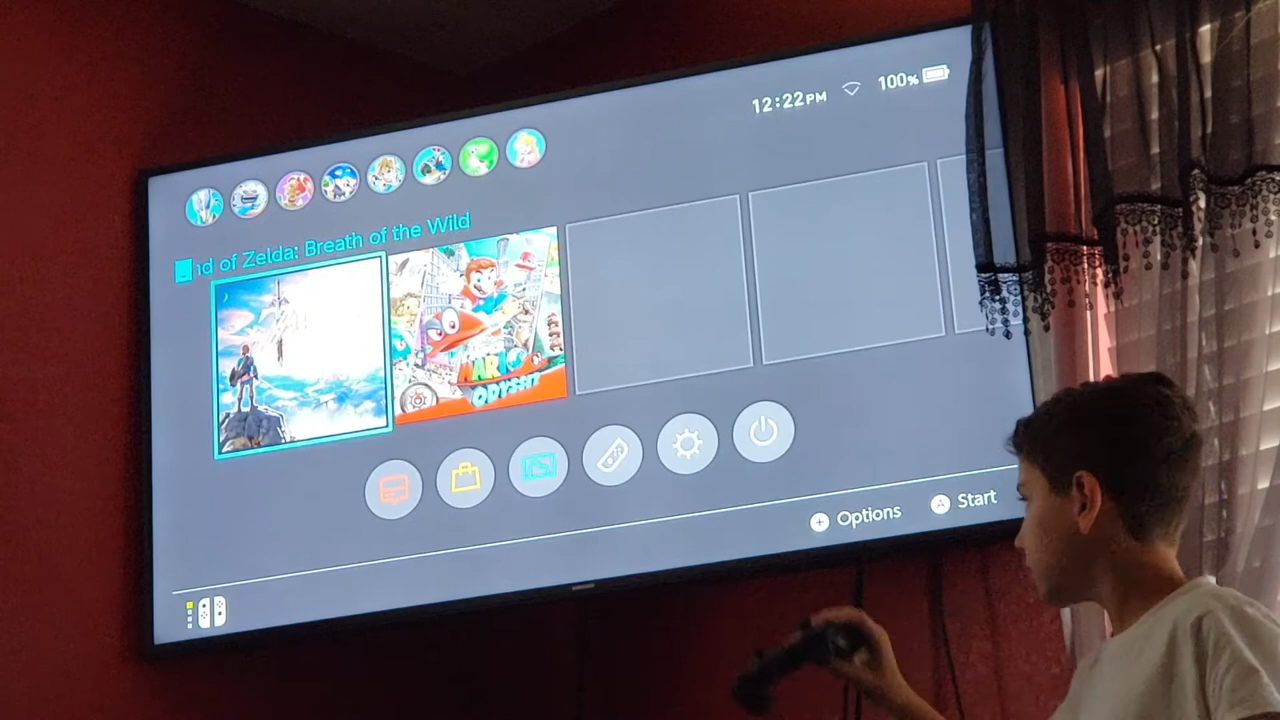 12:22PM 100%
nd of Zelda: Breath of the Wild
MARIO
ODYSSEY
+ Options A Start